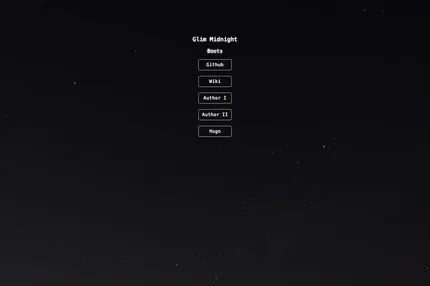 Glim Midnight
Boots
Github
Wiki
Author I
Author II
Hugo